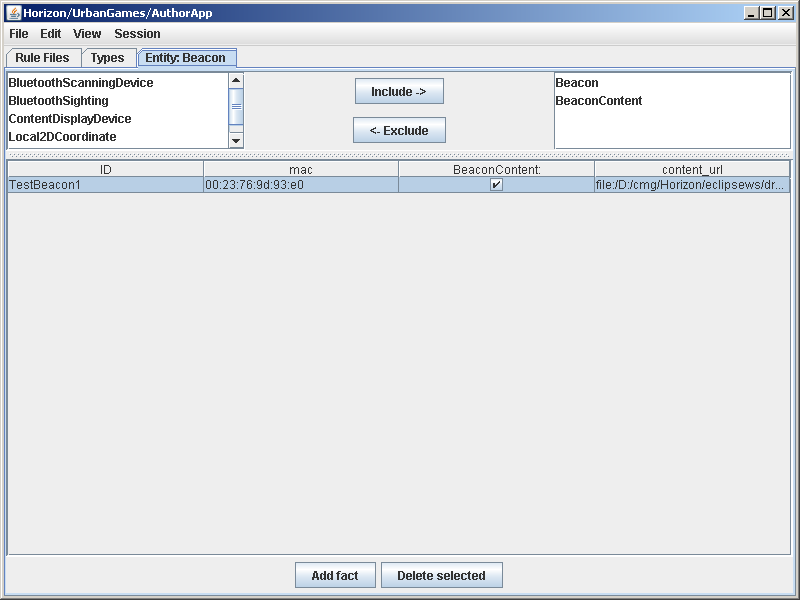 Horizon/UrbanGames/AuthorApp
File Edit View Session
Rule Files Types Entity: Beacon
BluetoothScanningDevice
BluetoothSighting
ContentDisplayDevice
Local2DCoordinate
Include ->
<- Exclude
Beacon
BeaconContent
ID mac BeaconContent: content_url
TestBeacon1 00:23:76:9d:93:e0 file:/D:/cmg/Horizon/eclipsews/dr...
Add fact Delete selected